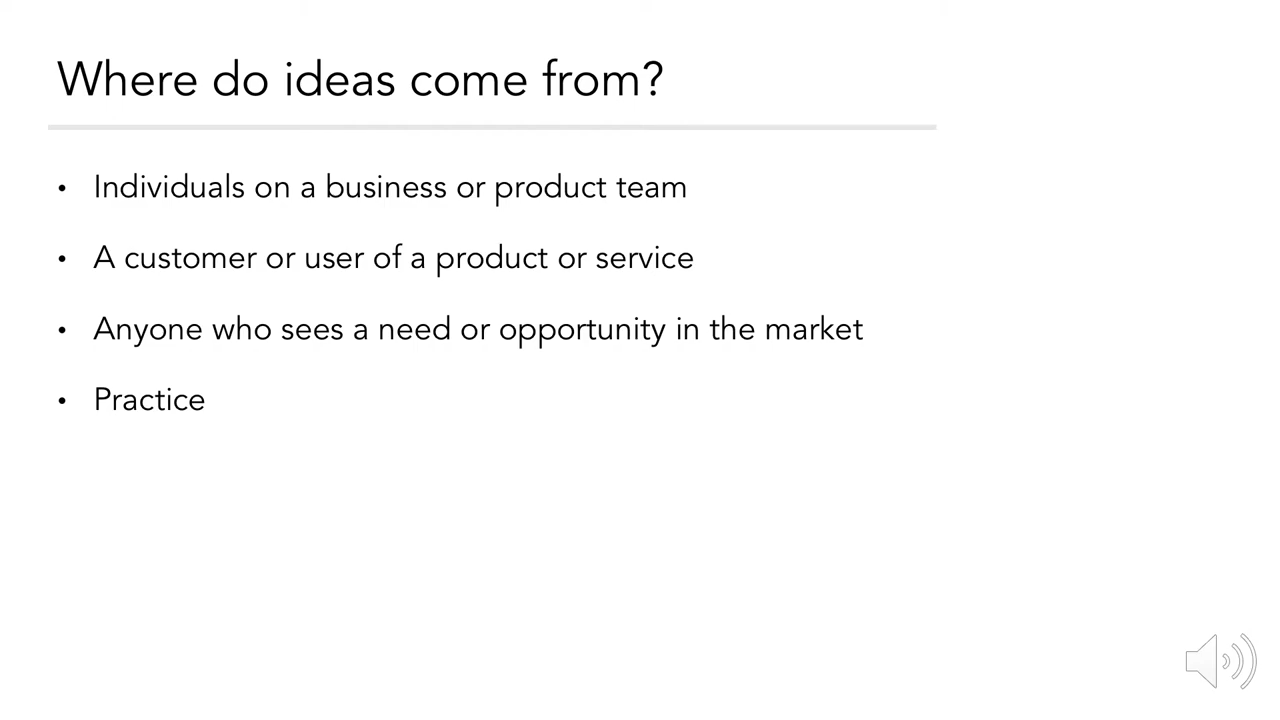 Where do ideas come from?
• Individuals on a business or product team
• A customer or user of a product or service
• Anyone who sees a need or opportunity in the market
• Practice